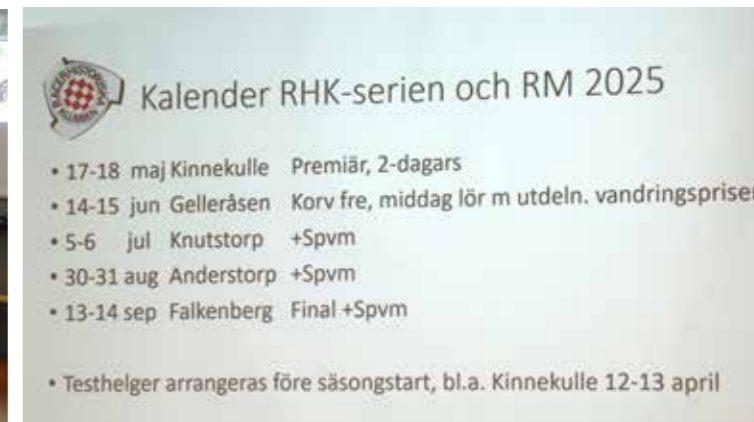 RACERHISTORISKA
KLUBBEN
Kalender RHK-serien och RM 2025
• 17-18 maj Kinnekulle Premiär, 2-dagars
• 14-15 jun Gelleråsen Korv fre, middag lör m utdeln. vandringspriser
• 5-6 jul Knutstorp +Spvm
• 30-31 aug Anderstorp +Spvm
• 13-14 sep Falkenberg Final +Spvm
• Testhelger arrangeras före säsongstart, bl.a. Kinnekulle 12-13 april